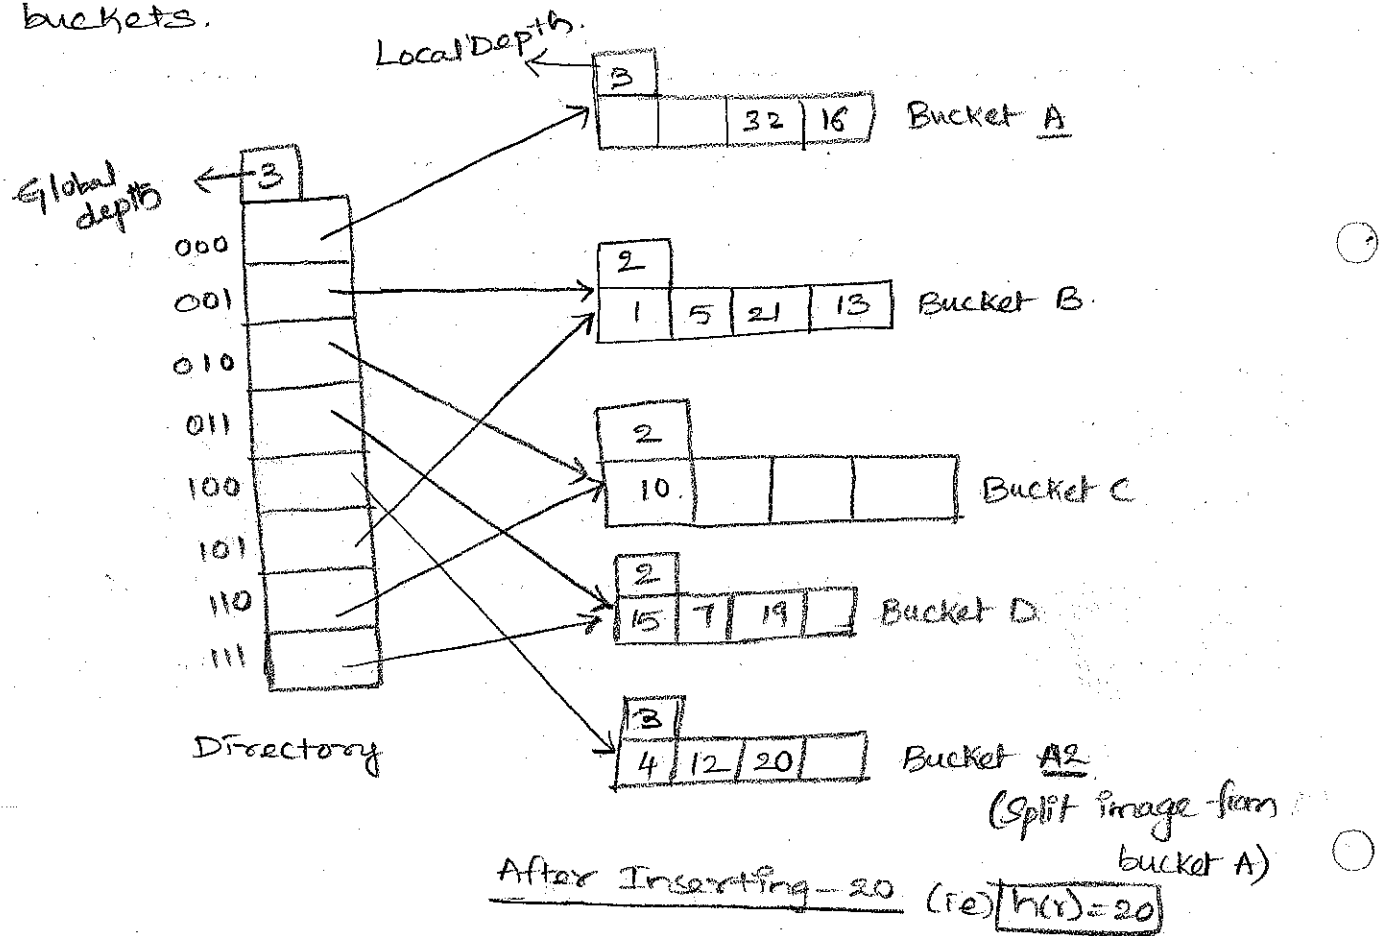 buckets.
Local Depth.
3
32 16 Bucket A
Global depth
3
000
2
001
1 5 21 13 Bucket B.
010
011
2
100
10. Bucket C
101
2
110
15 7 19 Bucket D.
111
3
Directory
4 12 20 Bucket A2
(Split image from
bucket A)
After Inserting - 20 (ie) h(r)=20